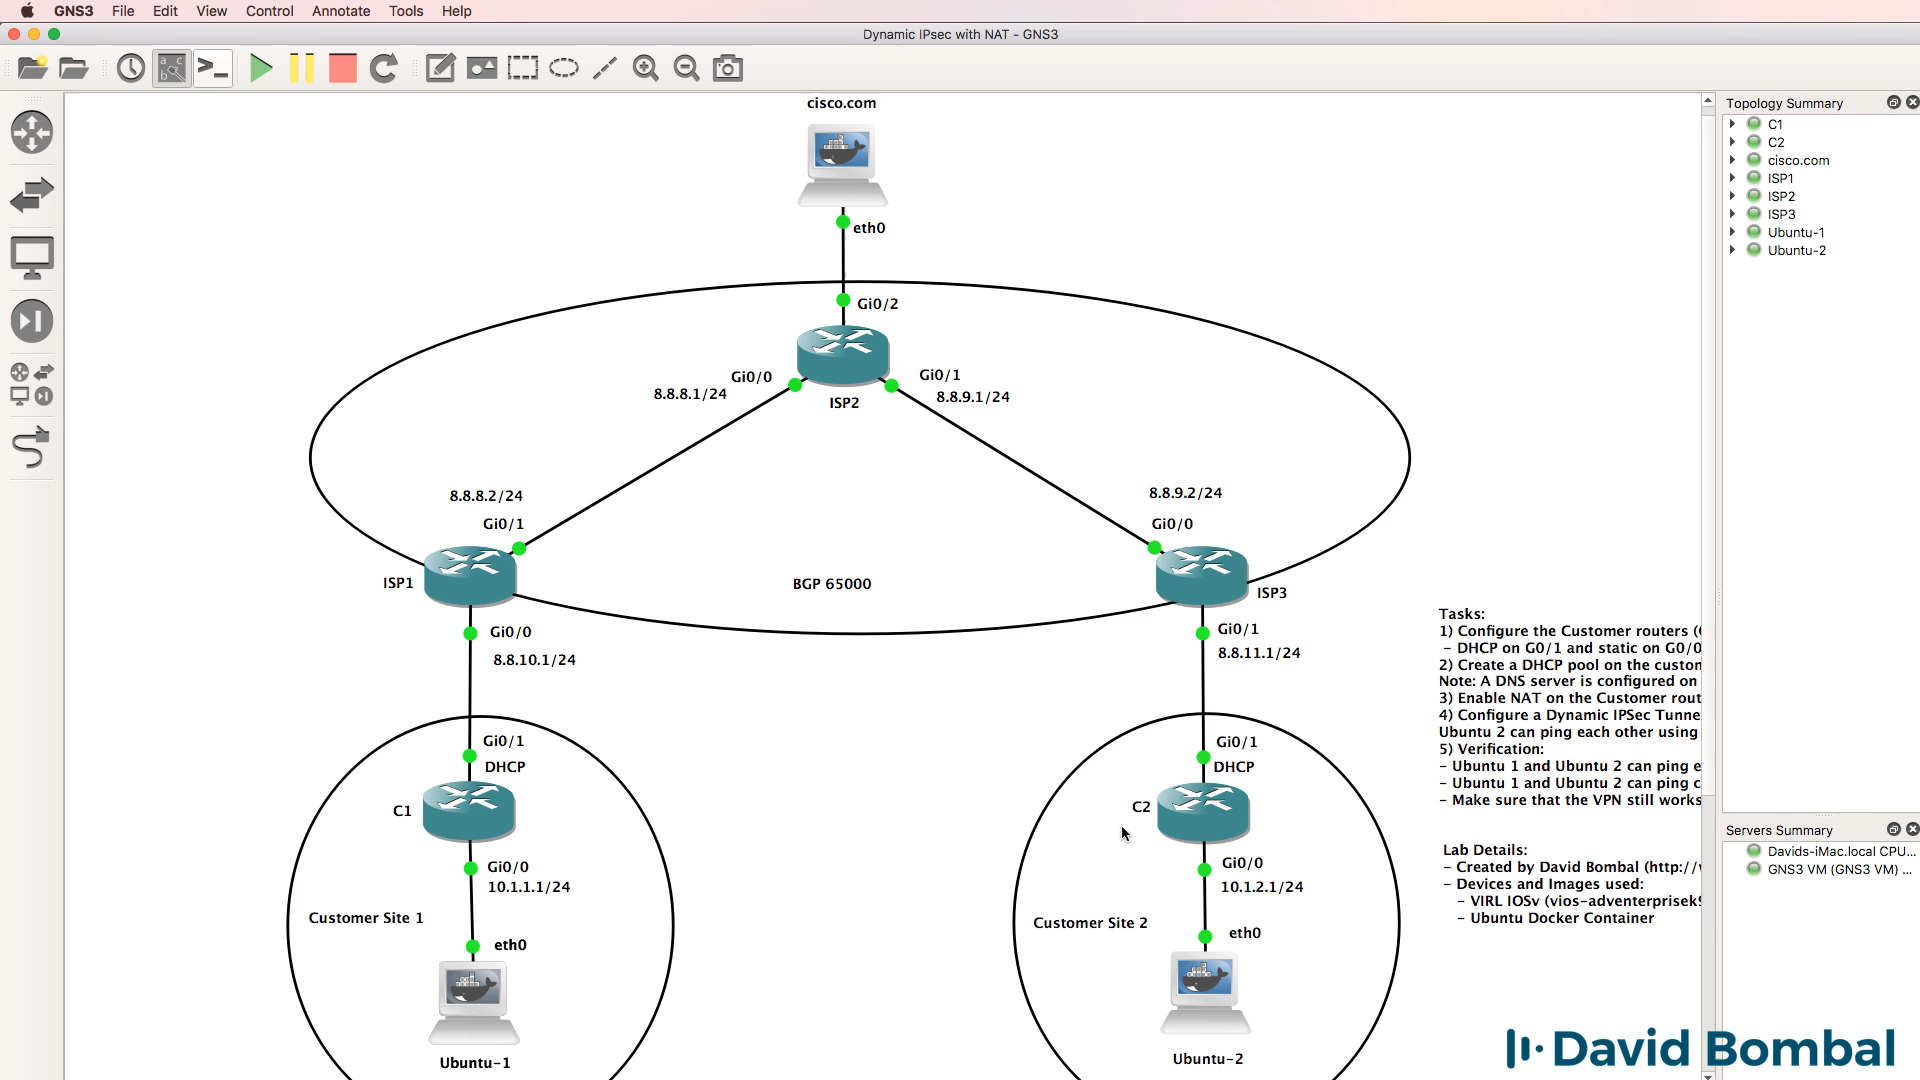 GNS3 File Edit View Control Annotate Tools Help
Dynamic IPsec with NAT - GNS3
cisco.com
eth0
Gi0/2
Gi0/0
Gi0/1
8.8.8.1/24
8.8.9.1/24
ISP2
8.8.8.2/24
8.8.9.2/24
Gi0/1
Gi0/0
ISP1
BGP 65000
ISP3
Gi0/0
Gi0/1
8.8.10.1/24
8.8.11.1/24
Gi0/1
DHCP
Gi0/1
DHCP
C1
C2
Gi0/0
10.1.1.1/24
Gi0/0
10.1.2.1/24
Customer Site 1
Customer Site 2
eth0
eth0
Ubuntu-1
Ubuntu-2
Tasks:
1) Configure the Customer routers (
- DHCP on G0/1 and static on G0/0
2) Create a DHCP pool on the custon
Note: A DNS server is configured on
3) Enable NAT on the Customer rout
4) Configure a Dynamic IPSec Tunne
Ubuntu 2 can ping each other using
5) Verification:
- Ubuntu 1 and Ubuntu 2 can ping e
- Ubuntu 1 and Ubuntu 2 can ping c
- Make sure that the VPN still works
Lab Details:
- Created by David Bombal (http://
- Devices and Images used:
- VIRL IOSv (vios-adventerprisek9
- Ubuntu Docker Container
Topology Summary
C1
C2
cisco.com
ISP1
ISP2
ISP3
Ubuntu-1
Ubuntu-2
Servers Summary
Davids-iMac.local CPU...
GNS3 VM (GNS3 VM) ...
David Bombal